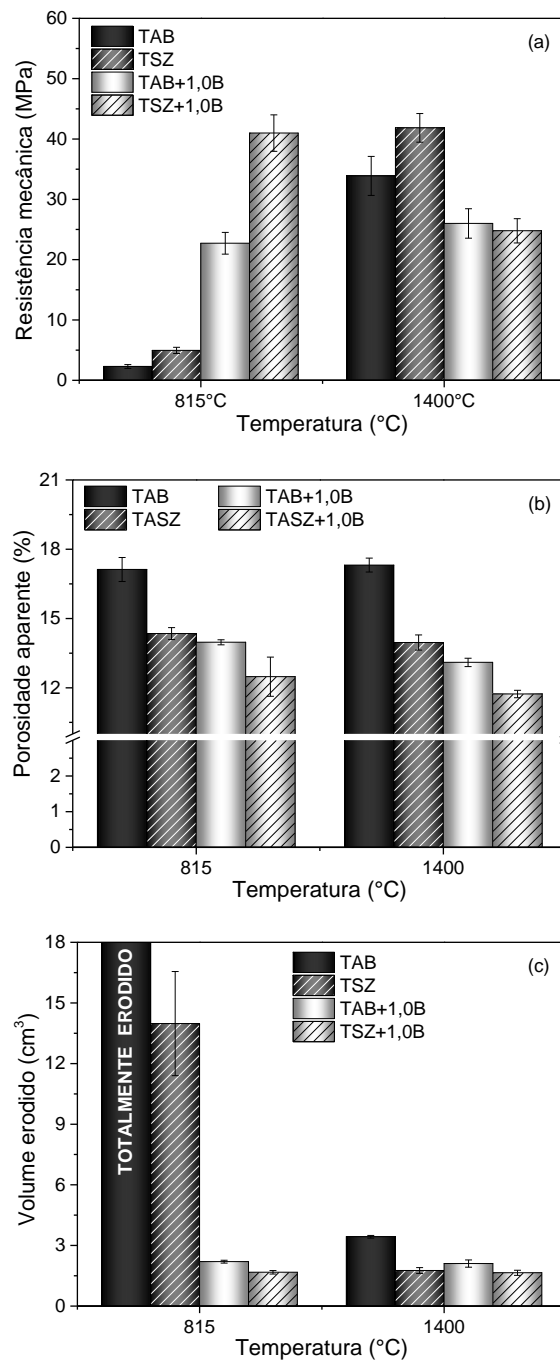 60
50
40
30
20
10
0
Resistência mecânica (MPa)
TAB
TSZ
TAB+1,0B
TSZ+1,0B
(a)
815°C
1400°C
Temperatura (°C)
21
18
15
12
2
0
Porosidade aparente (%)
TAB
TASZ
TAB+1,0B
TASZ+1,0B
(b)
815
1400
Temperatura (°C)
18
15
12
9
6
3
0
Volume erodido (cm³)
TOTALMENTE ERODIDO
TAB
TSZ
TAB+1,0B
TSZ+1,0B
(c)
815
1400
Temperatura (°C)